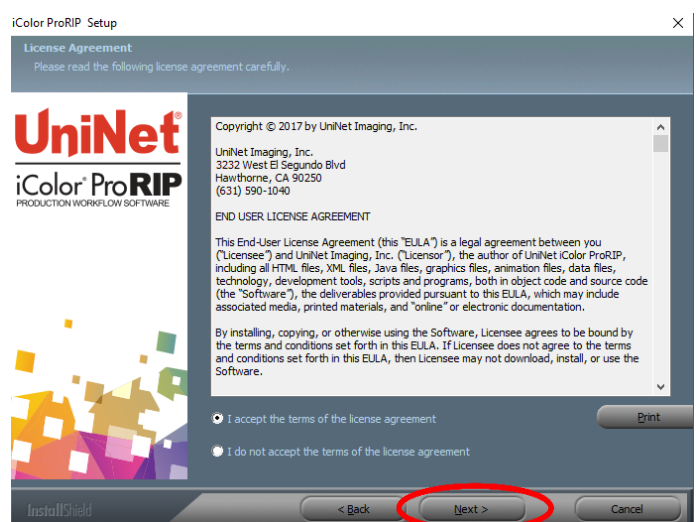 iColor ProRIP Setup
License Agreement
Please read the following license agreement carefully.
UniNet®
iColor® ProRIP
PRODUCTION WORKFLOW SOFTWARE
Copyright © 2017 by UniNet Imaging, Inc.
UniNet Imaging, Inc.
3232 West El Segundo Blvd
Hawthorne, CA 90250
(631) 590-1040
END USER LICENSE AGREEMENT
This End-User License Agreement (this "EULA") is a legal agreement between you
("Licensee") and UniNet Imaging, Inc. ("Licensor"), the author of UniNet iColor ProRIP,
including all HTML files, XML files, Java files, graphics files, animation files, data files,
technology, development tools, scripts and programs, both in object code and source code
(the "Software"), the deliverables provided pursuant to this EULA, which may include
associated media, printed materials, and "online" or electronic documentation.
By installing, copying, or otherwise using the Software, Licensee agrees to be bound by
the terms and conditions set forth in this EULA. If Licensee does not agree to the terms
and conditions set forth in this EULA, then Licensee may not download, install, or use the
Software.
I accept the terms of the license agreement
Print
I do not accept the terms of the license agreement
InstallShield
< Back
Next >
Cancel